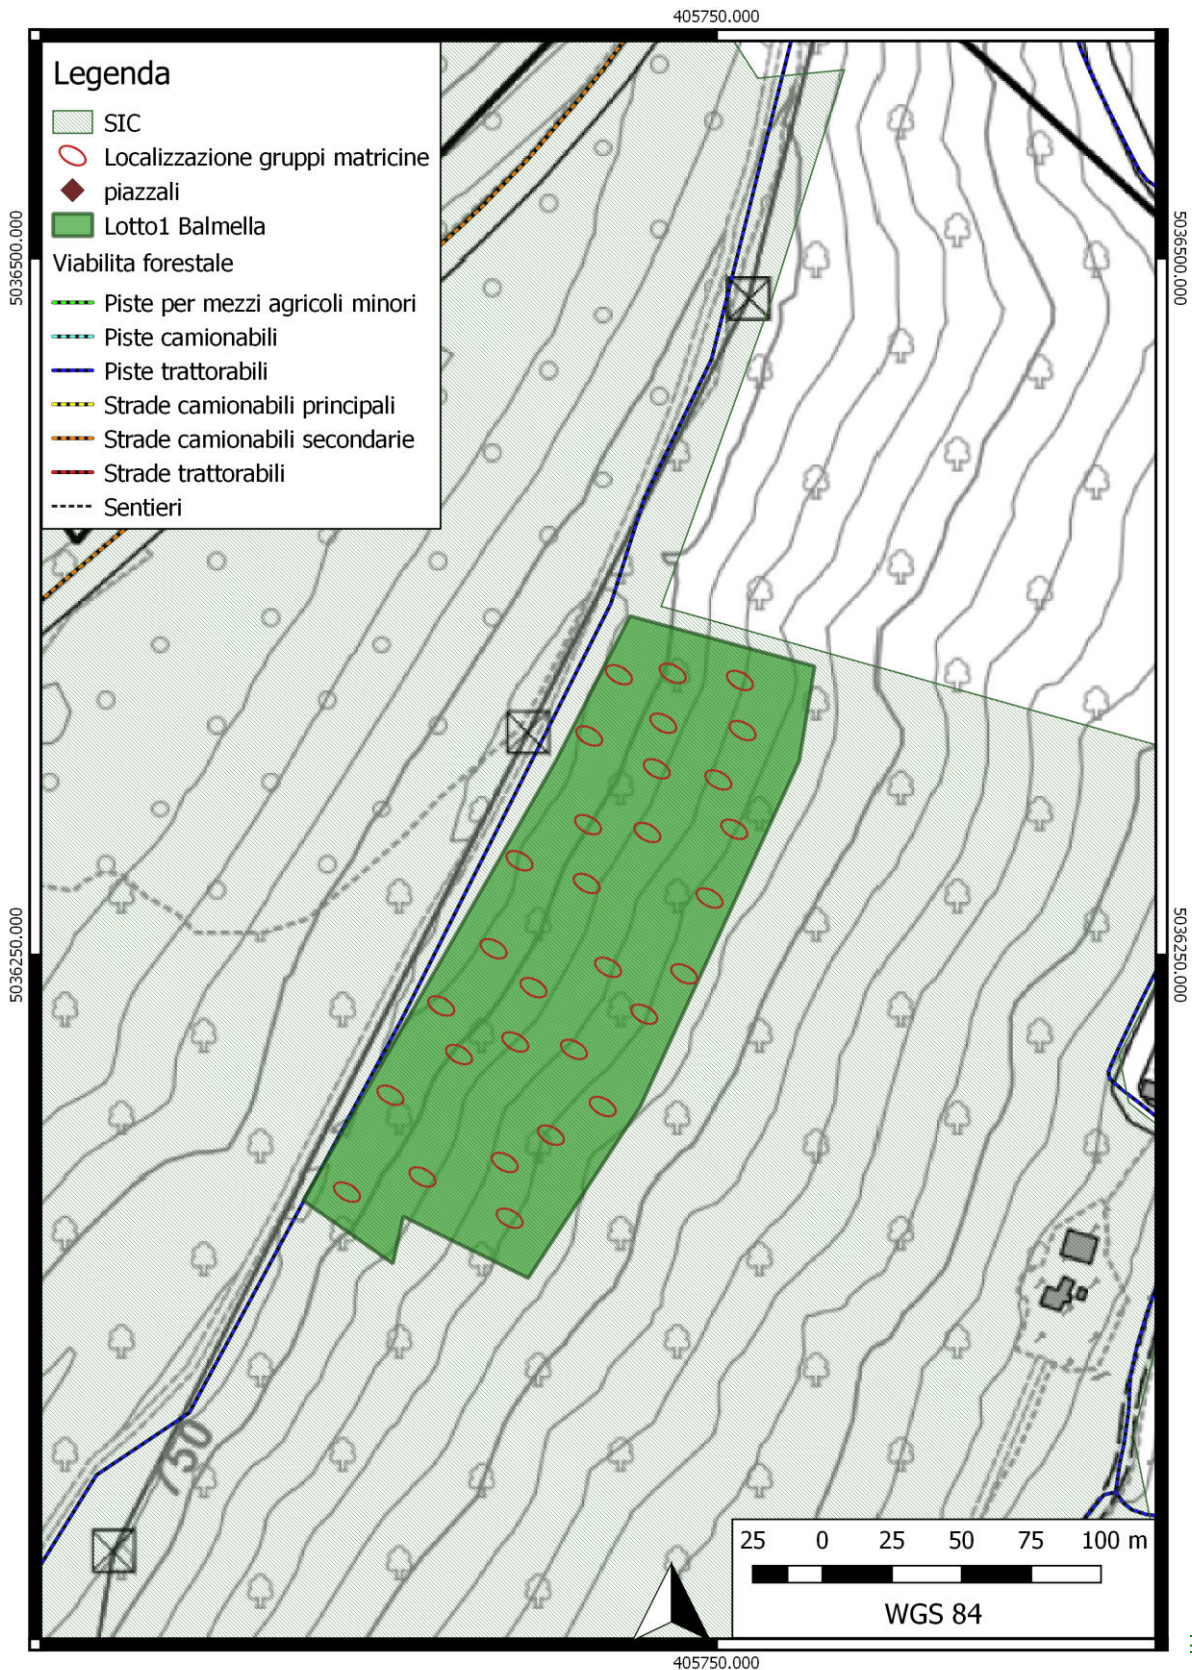 405750.000
Legenda
SIC
Localizzazione gruppi matricine
piazzali
Lotto1 Balmella
Viabilita forestale
Piste per mezzi agricoli minori
Piste camionabili
Piste trattorabili
Strade camionabili principali
Strade camionabili secondarie
Strade trattorabili
Sentieri
5036500.000
5036500.000
5036250.000
5036250.000
750
25 0 25 50 75 100 m
WGS 84
405750.000